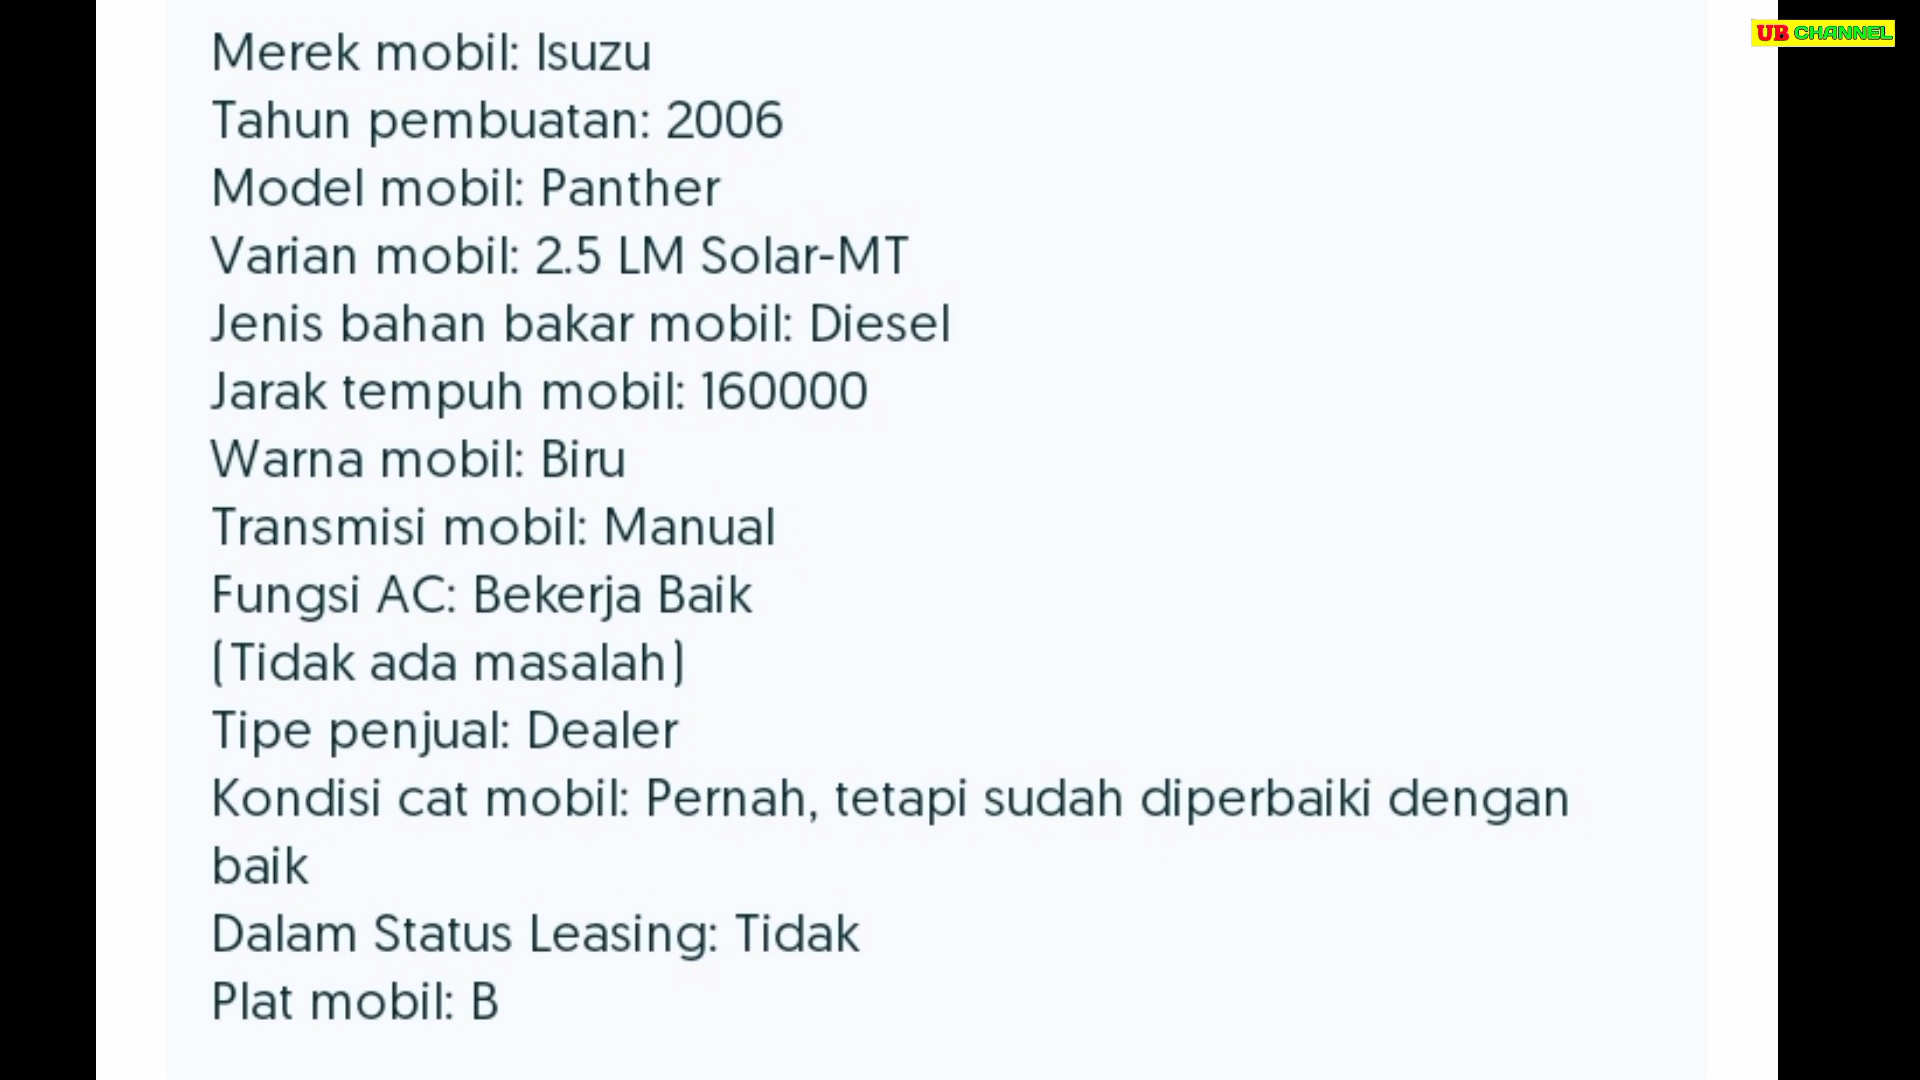 UB CHANNEL
Merek mobil: Isuzu
Tahun pembuatan: 2006
Model mobil: Panther
Varian mobil: 2.5 LM Solar-MT
Jenis bahan bakar mobil: Diesel
Jarak tempuh mobil: 160000
Warna mobil: Biru
Transmisi mobil: Manual
Fungsi AC: Bekerja Baik
(Tidak ada masalah)
Tipe penjual: Dealer
Kondisi cat mobil: Pernah, tetapi sudah diperbaiki dengan
baik
Dalam Status Leasing: Tidak
Plat mobil: B